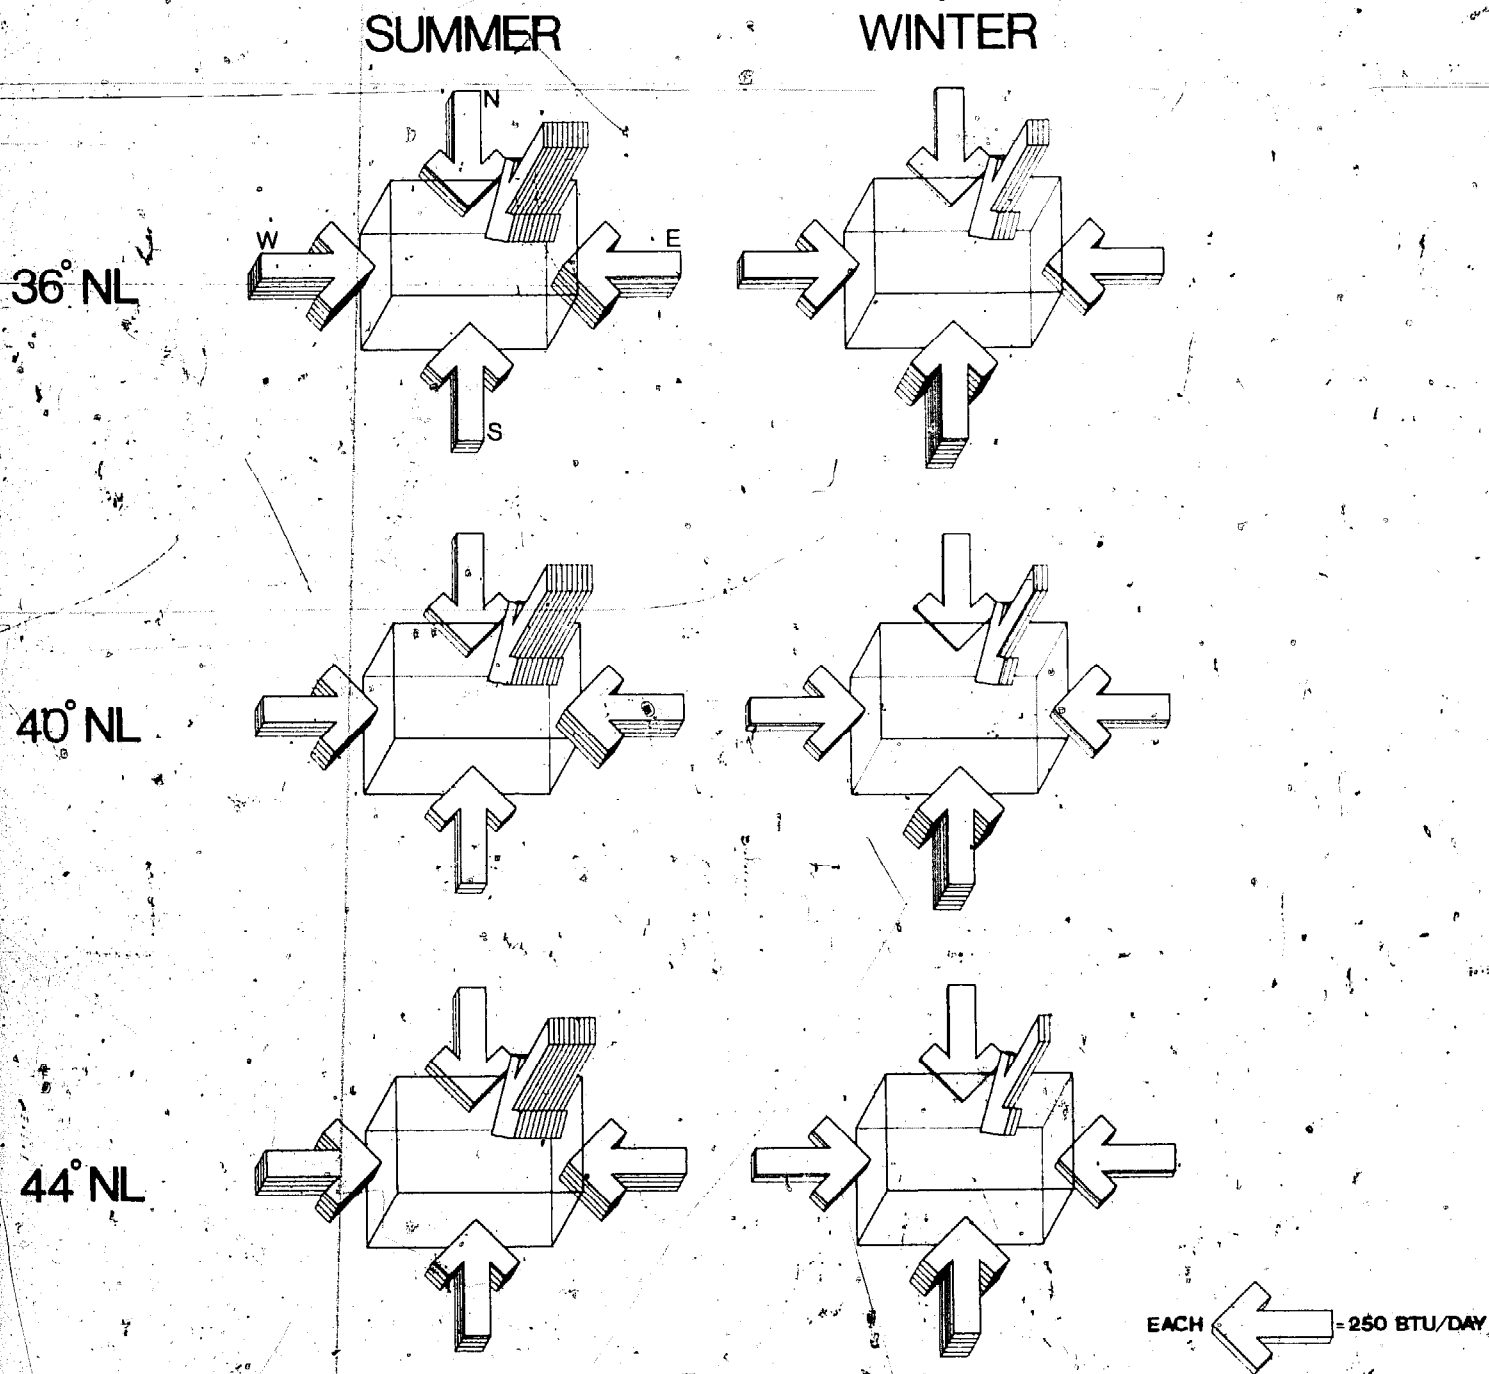 SUMMER WINTER
N
W E
36° NL
S
40° NL
44° NL
EACH = 250 BTU/DAY